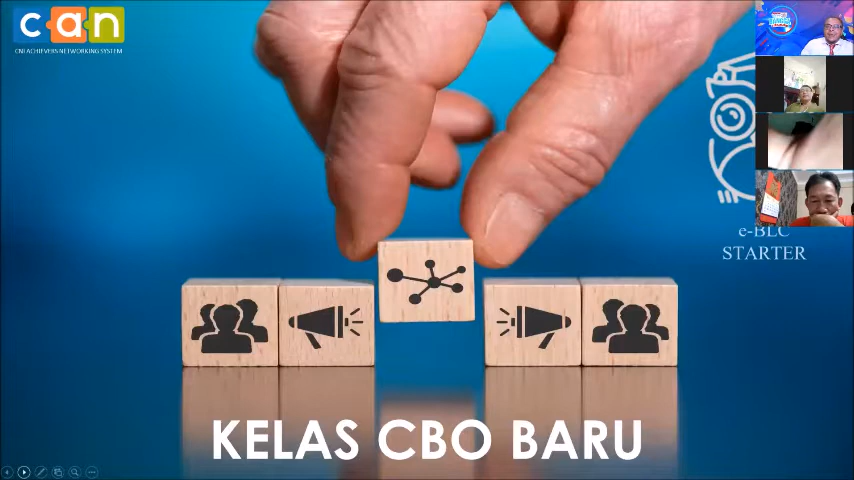 can
CNI ACHIEVERS NETWORKING SYSTEM
e-BLC
STARTER
KELAS CBO BARU